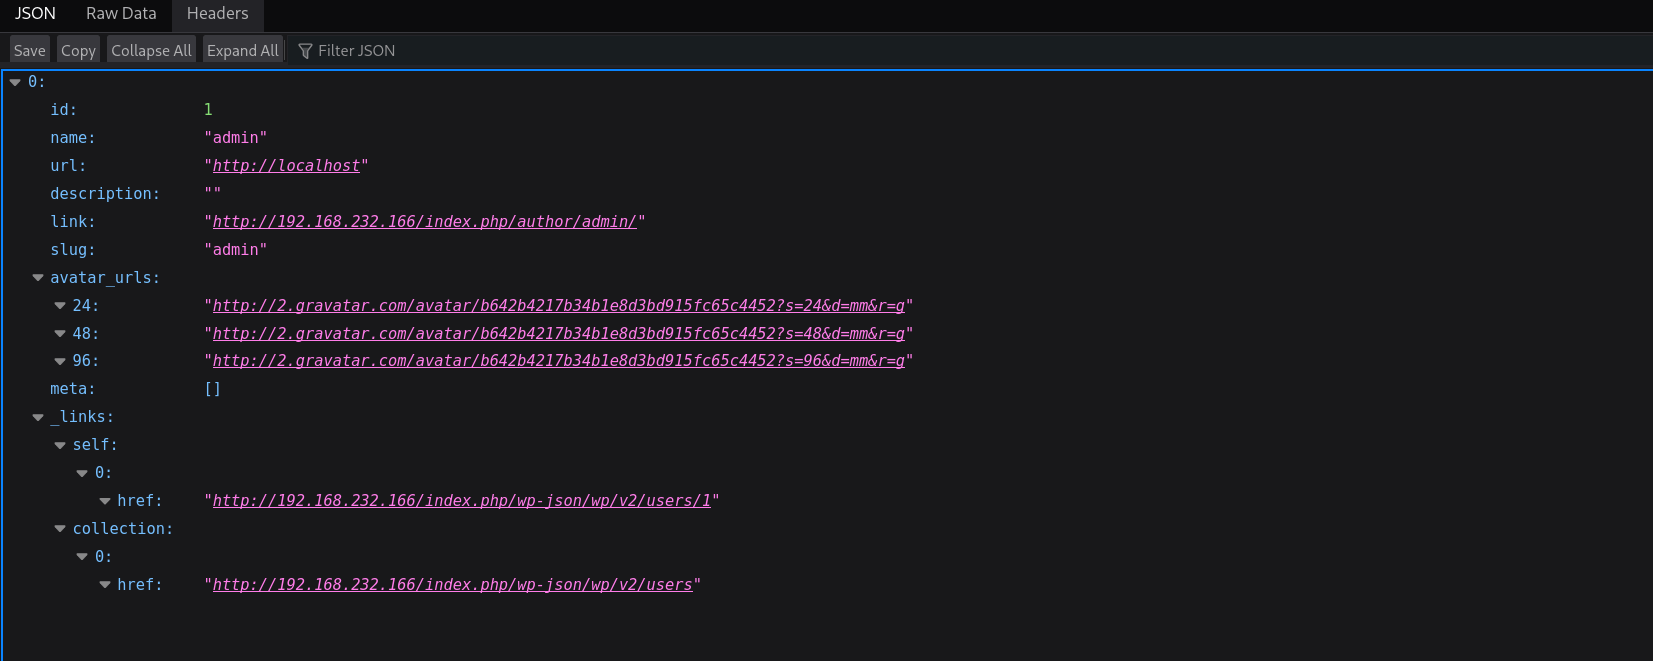 JSON Raw Data Headers
Save Copy Collapse All Expand All Filter JSON
0:
id: 1
name: "admin"
url: "http://localhost"
description: ""
link: "http://192.168.232.166/index.php/author/admin/"
slug: "admin"
avatar_urls:
24: "http://2.gravatar.com/avatar/b642b4217b34b1e8d3bd915fc65c4452?s=24&d=mm&r=g"
48: "http://2.gravatar.com/avatar/b642b4217b34b1e8d3bd915fc65c4452?s=48&d=mm&r=g"
96: "http://2.gravatar.com/avatar/b642b4217b34b1e8d3bd915fc65c4452?s=96&d=mm&r=g"
meta: []
_links:
self:
0:
href: "http://192.168.232.166/index.php/wp-json/wp/v2/users/1"
collection:
0:
href: "http://192.168.232.166/index.php/wp-json/wp/v2/users"